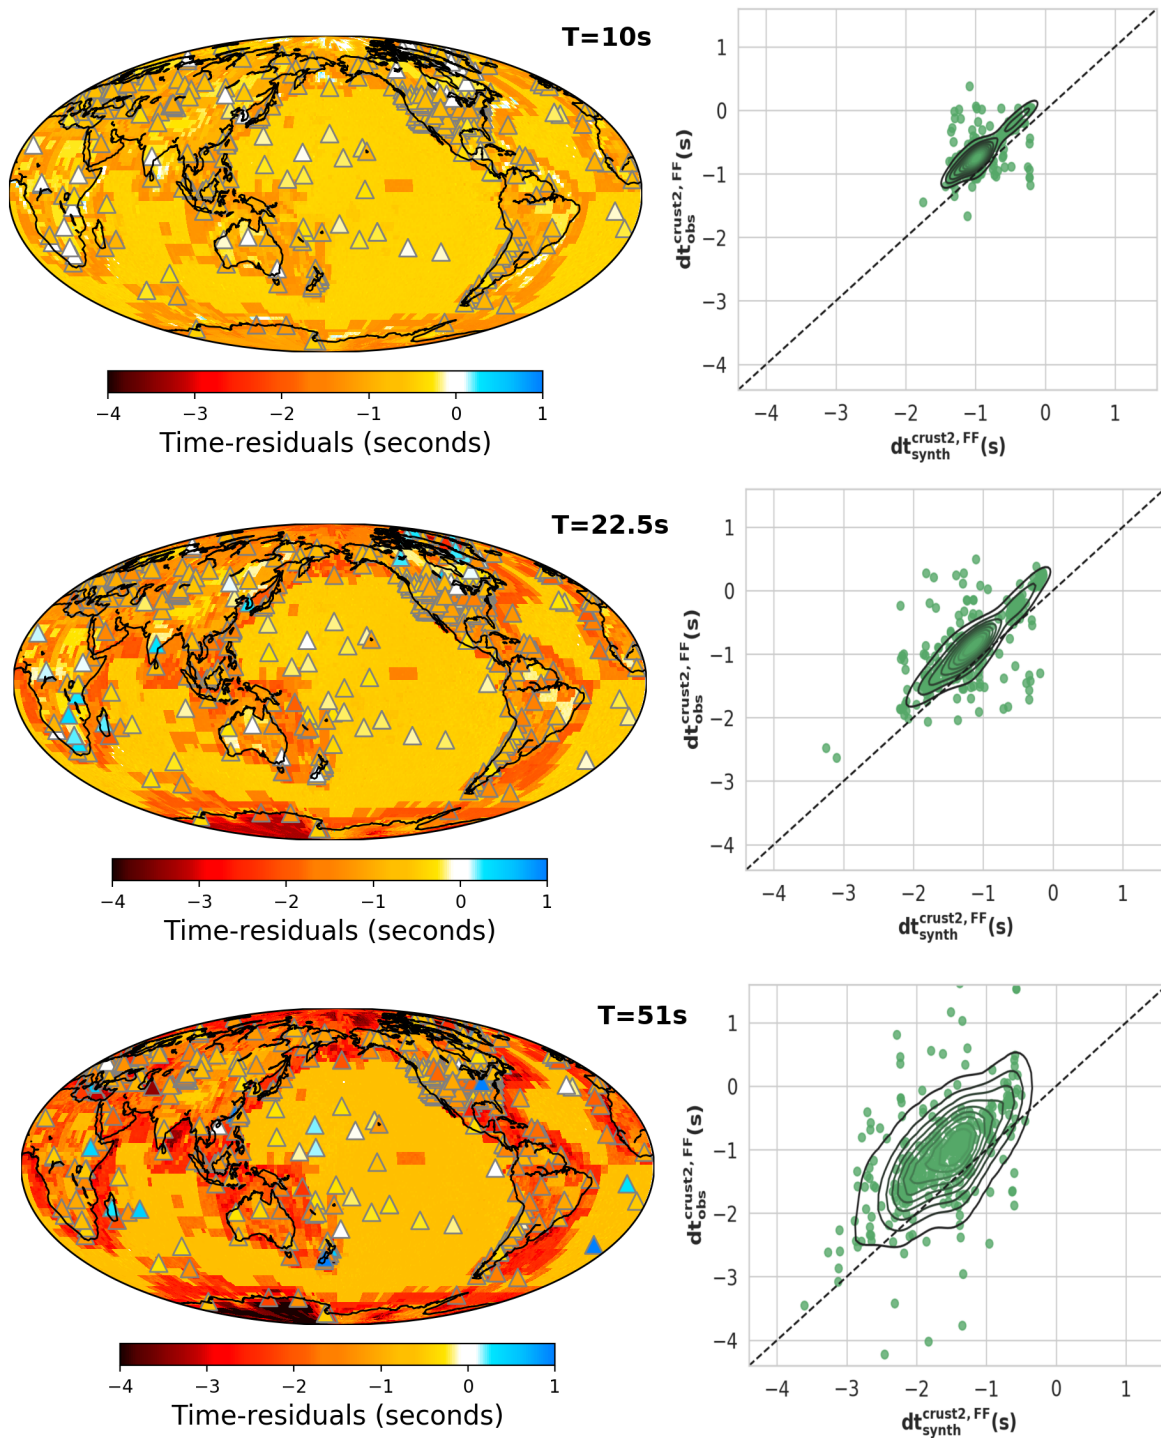 T=10s
1
0
−1
−2
−3
−4
dt_obs^crust2, FF(s)
−4 −3 −2 −1 0 1
dt_synth^crust2, FF(s)
−4 −3 −2 −1 0 1
Time-residuals (seconds)
T=22.5s
1
0
−1
−2
−3
−4
dt_obs^crust2, FF(s)
−4 −3 −2 −1 0 1
dt_synth^crust2, FF(s)
−4 −3 −2 −1 0 1
Time-residuals (seconds)
T=51s
1
0
−1
−2
−3
−4
dt_obs^crust2, FF(s)
−4 −3 −2 −1 0 1
dt_synth^crust2, FF(s)
−4 −3 −2 −1 0 1
Time-residuals (seconds)